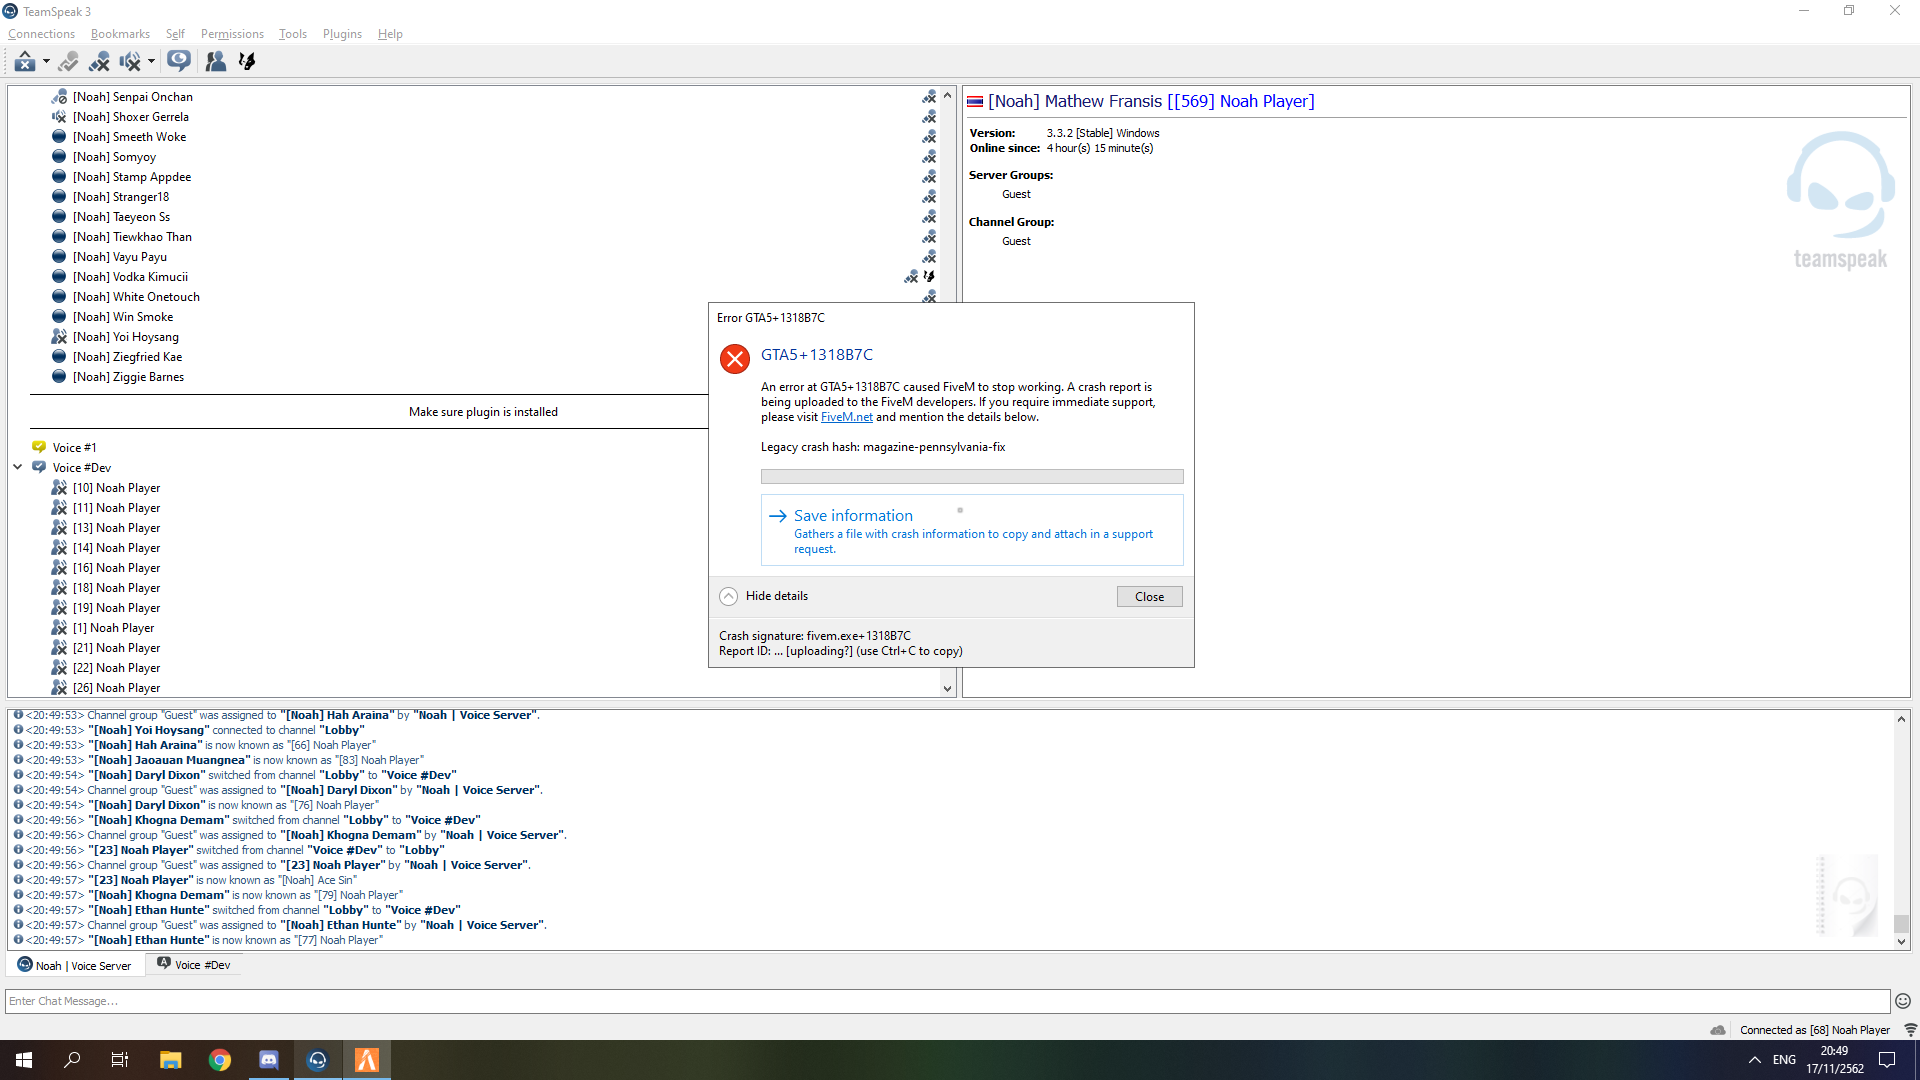 TeamSpeak 3
Connections Bookmarks Self Permissions Tools Plugins Help
[Noah] Senpai Onchan
[Noah] Shoxer Gerrela
[Noah] Smeeth Woke
[Noah] Somyoy
[Noah] Stamp Appdee
[Noah] Stranger18
[Noah] Taeyeon Ss
[Noah] Tiewkhao Than
[Noah] Vayu Payu
[Noah] Vodka Kimucii
[Noah] White Onetouch
[Noah] Win Smoke
[Noah] Yoi Hoysang
[Noah] Ziegfried Kae
[Noah] Ziggie Barnes
Make sure plugin is installed
Voice #1
Voice #Dev
[10] Noah Player
[11] Noah Player
[13] Noah Player
[14] Noah Player
[16] Noah Player
[18] Noah Player
[19] Noah Player
[1] Noah Player
[21] Noah Player
[22] Noah Player
[26] Noah Player
[Noah] Mathew Fransis [[569] Noah Player]
Version: 3.3.2 [Stable] Windows
Online since: 4 hour(s) 15 minute(s)
Server Groups:
Guest
Channel Group:
Guest
teamspeak
Error GTA5+1318B7C
GTA5+1318B7C
An error at GTA5+1318B7C caused FiveM to stop working. A crash report is
being uploaded to the FiveM developers. If you require immediate support,
please visit FiveM.net and mention the details below.
Legacy crash hash: magazine-pennsylvania-fix
Save information
Gathers a file with crash information to copy and attach in a support
request.
Hide details
Close
Crash signature: fivem.exe+1318B7C
Report ID: ... [uploading?] (use Ctrl+C to copy)
<20:49:53> Channel group "Guest" was assigned to "[Noah] Hah Araina" by "Noah | Voice Server".
<20:49:53> "[Noah] Yoi Hoysang" connected to channel "Lobby"
<20:49:53> "[Noah] Hah Araina" is now known as "[66] Noah Player"
<20:49:53> "[Noah] Jaoauan Muangnea" is now known as "[83] Noah Player"
<20:49:54> "[Noah] Daryl Dixon" switched from channel "Lobby" to "Voice #Dev"
<20:49:54> Channel group "Guest" was assigned to "[Noah] Daryl Dixon" by "Noah | Voice Server".
<20:49:54> "[Noah] Daryl Dixon" is now known as "[76] Noah Player"
<20:49:56> "[Noah] Khogna Demam" switched from channel "Lobby" to "Voice #Dev"
<20:49:56> Channel group "Guest" was assigned to "[Noah] Khogna Demam" by "Noah | Voice Server".
<20:49:56> "[23] Noah Player" switched from channel "Voice #Dev" to "Lobby"
<20:49:56> Channel group "Guest" was assigned to "[23] Noah Player" by "Noah | Voice Server".
<20:49:57> "[23] Noah Player" is now known as "[Noah] Ace Sin"
<20:49:57> "[Noah] Khogna Demam" is now known as "[79] Noah Player"
<20:49:57> "[Noah] Ethan Hunte" switched from channel "Lobby" to "Voice #Dev"
<20:49:57> Channel group "Guest" was assigned to "[Noah] Ethan Hunte" by "Noah | Voice Server".
<20:49:57> "[Noah] Ethan Hunte" is now known as "[77] Noah Player"
Noah | Voice Server
Voice #Dev
Enter Chat Message...
Connected as [68] Noah Player
ENG
20:49
17/11/2562